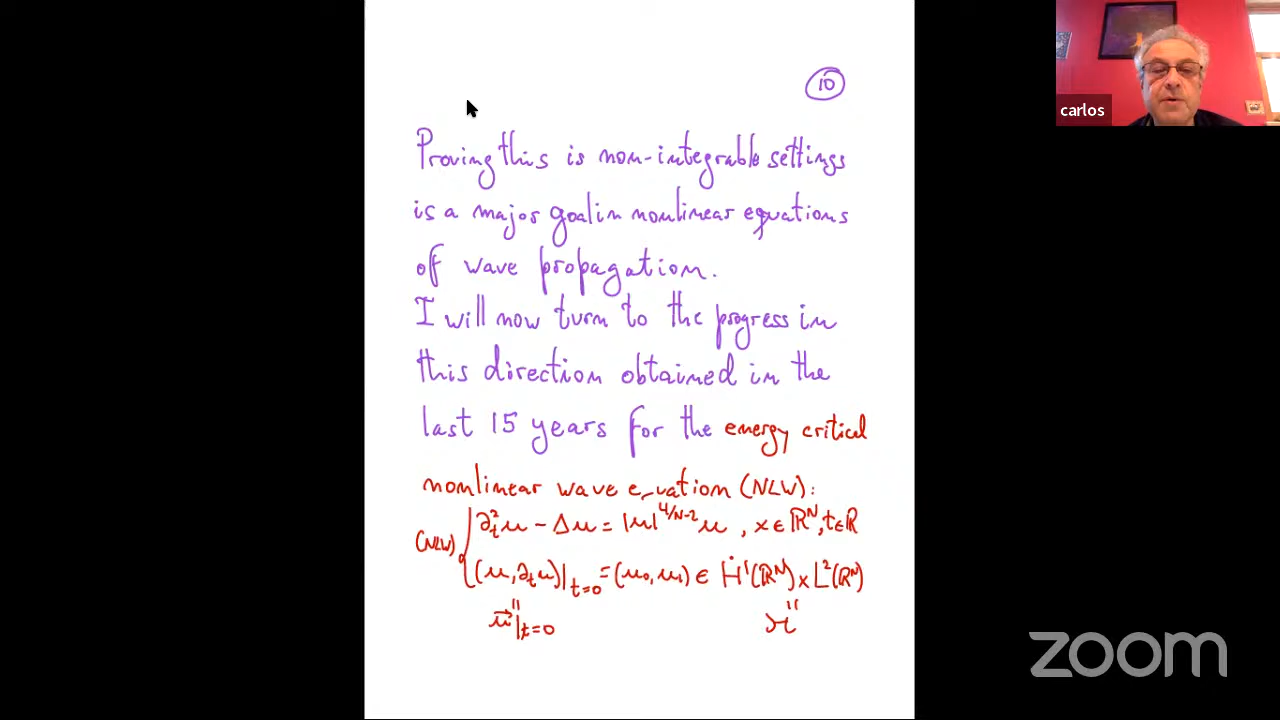 10
carlos
Proving this is non-integrable settings
is a major goal in nonlinear equations
of wave propagation.
I will now turn to the progress in
this direction obtained in the
last 15 years for the energy critical
nonlinear wave e_uation (NLW):
(NLW) ∂ₜ²u − Δu = |u|^{4/N-2} u , x ∈ ℝᴺ, t ∈ ℝ
(u, ∂ₜu)|_{t=0} = (u₀, u₁) ∈ Ḣ¹(ℝᴺ) × L²(ℝᴺ)
" "
u⃗|_{t=0} ℋ
zoom